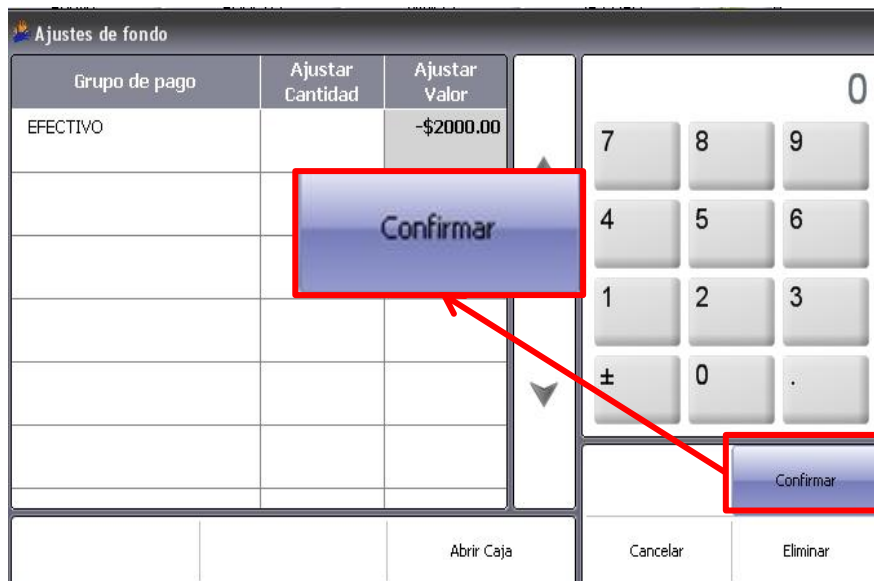 Ajustes de fondo
Grupo de pago
Ajustar
Cantidad
Ajustar
Valor
0
EFECTIVO
-$2000.00
7 8 9
Confirmar
4 5 6
1 2 3
± 0 .
Confirmar
Abrir Caja
Cancelar
Eliminar